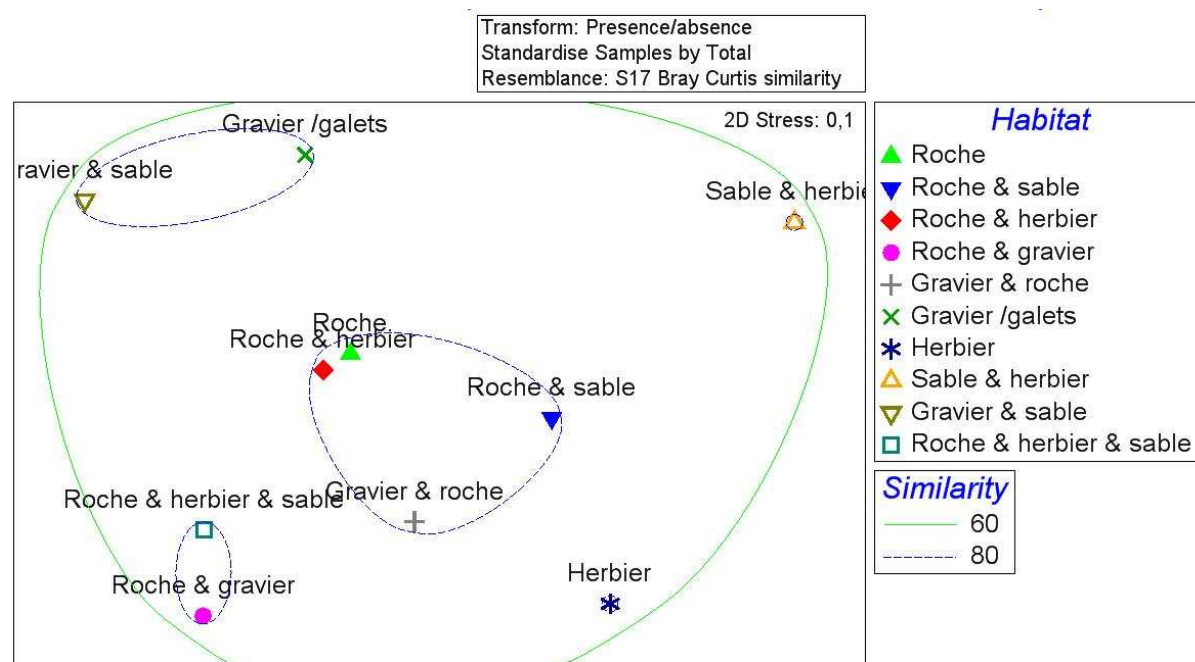 Transform: Presence/absence
Standardise Samples by Total
Resemblance: S17 Bray Curtis similarity
2D Stress: 0,1
Gravier /galets
ravier & sable
Sable & herbie
Roche
Roche & herbier
Roche & sable
Gravier & roche
Roche & herbier & sable
Roche & gravier
Herbier
Habitat
Roche
Roche & sable
Roche & herbier
Roche & gravier
Gravier & roche
Gravier /galets
Herbier
Sable & herbier
Gravier & sable
Roche & herbier & sable
Similarity
60
80